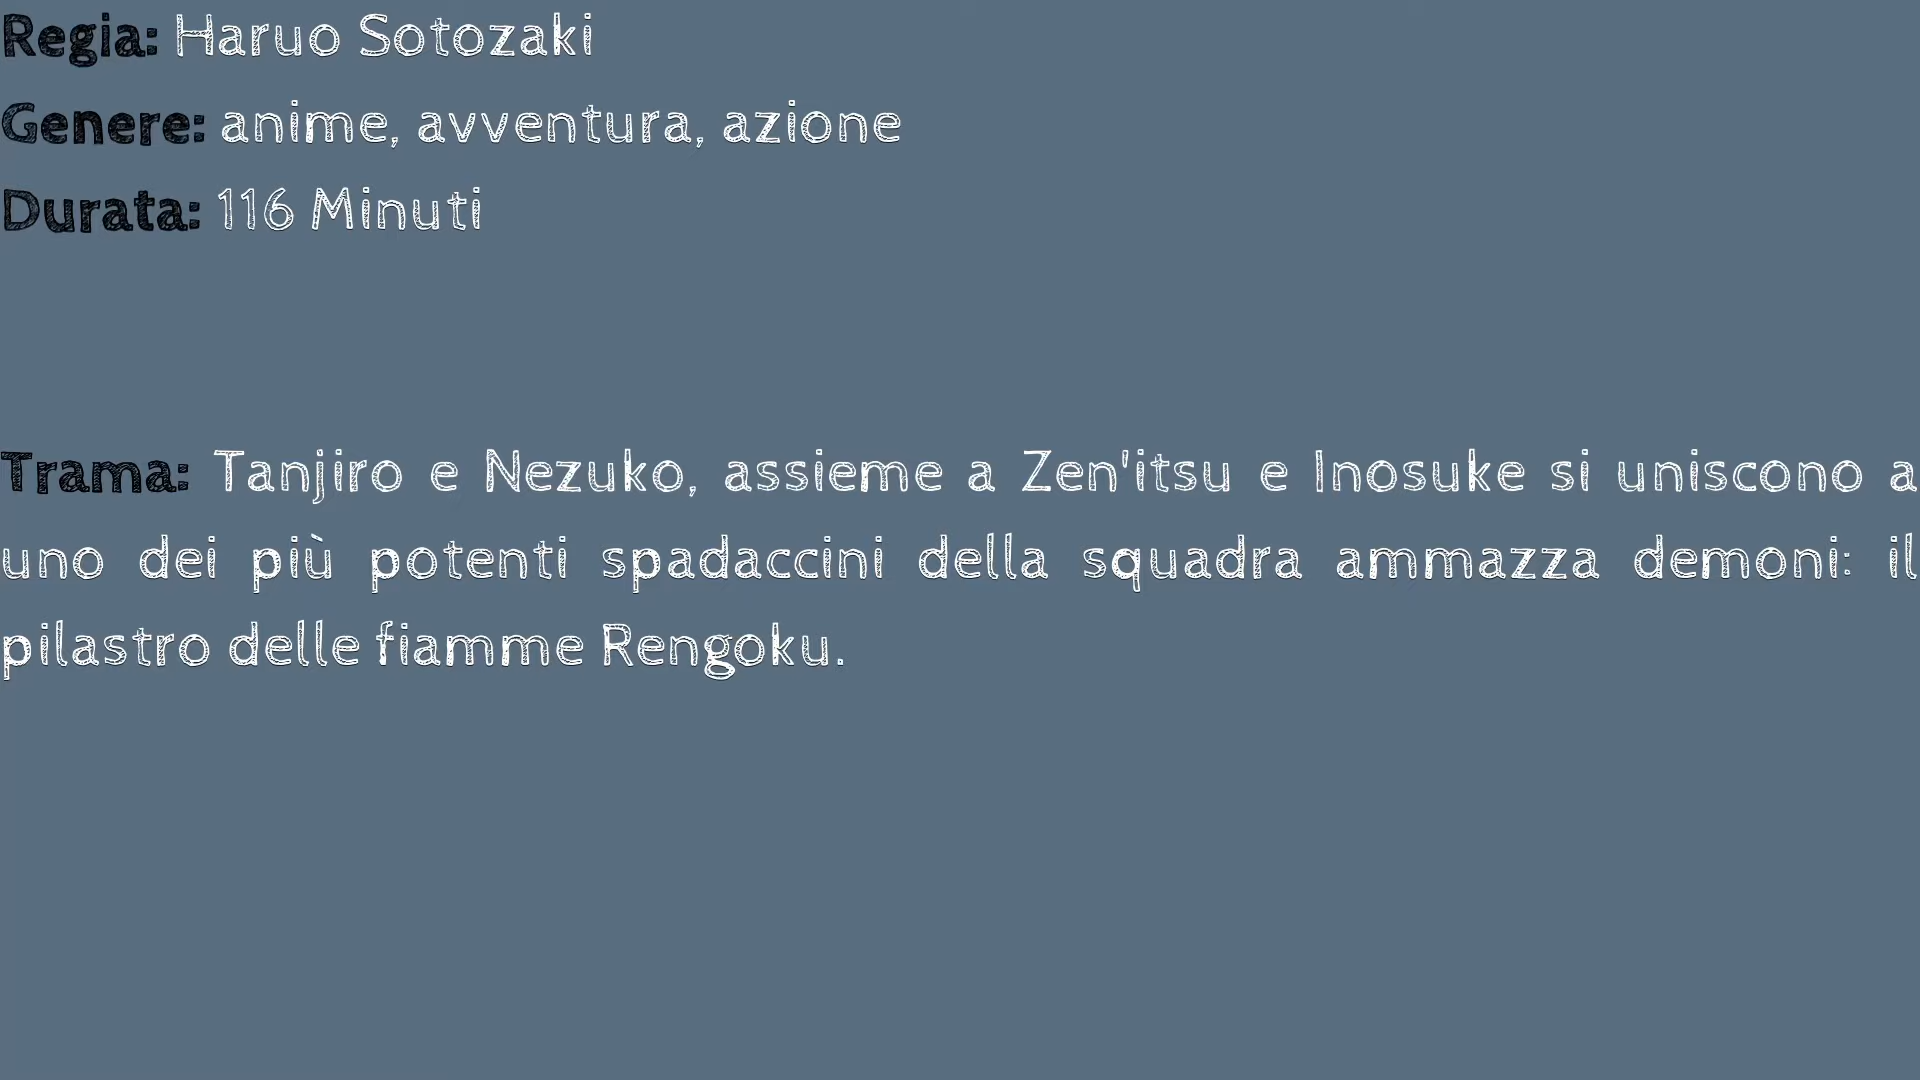 Regia: Haruo Sotozaki
Genere: anime, avventura, azione
Durata: 116 Minuti
Trama: Tanjiro e Nezuko, assieme a Zen'itsu e Inosuke si uniscono a
uno dei più potenti spadaccini della squadra ammazza demoni: il
pilastro delle fiamme Rengoku.